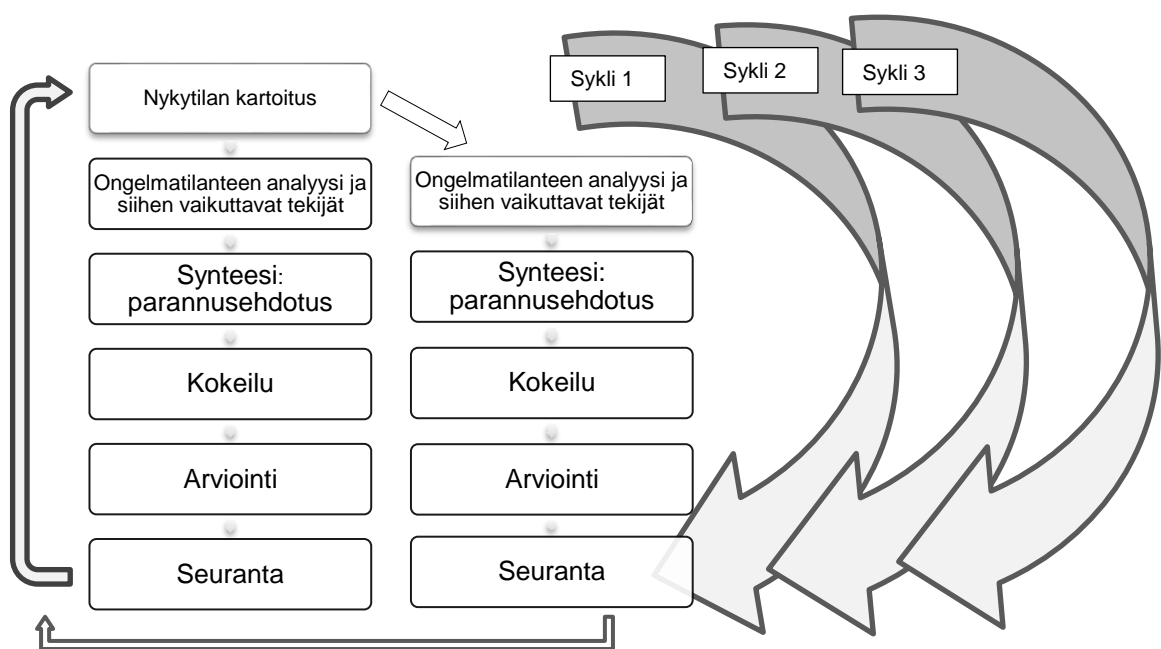 Nykytilan kartoitus
Ongelmatilanteen analyysi ja
siihen vaikuttavat tekijät
Synteesi:
parannusehdotus
Kokeilu
Arviointi
Seuranta
Ongelmatilanteen analyysi ja
siihen vaikuttavat tekijät
Synteesi:
parannusehdotus
Kokeilu
Arviointi
Seuranta
Sykli 1
Sykli 2
Sykli 3